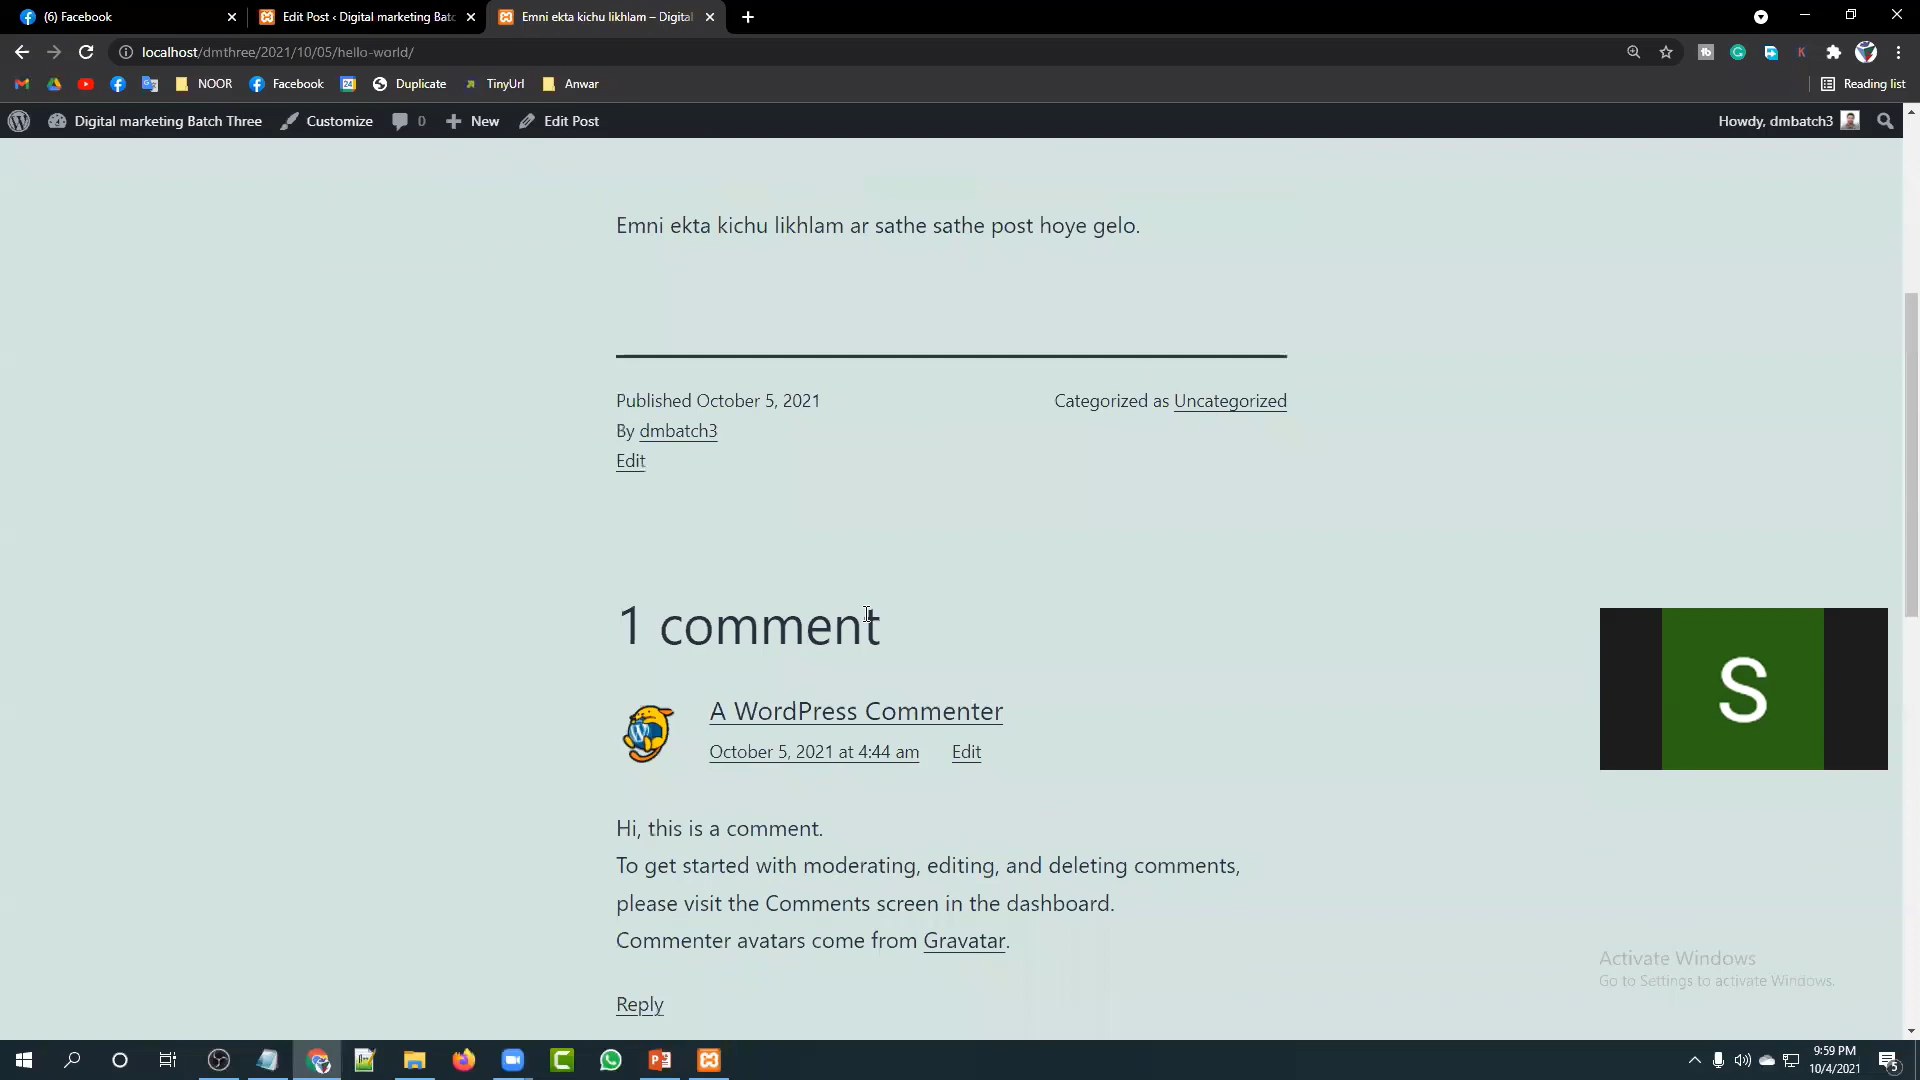 (6) Facebook
Edit Post ‹ Digital marketing Batc
Emni ekta kichu likhlam – Digital
localhost/dmthree/2021/10/05/hello-world/
NOOR
Facebook
24
Duplicate
TinyUrl
Anwar
Reading list
Digital marketing Batch Three
Customize
0
New
Edit Post
Howdy, dmbatch3
Emni ekta kichu likhlam ar sathe sathe post hoye gelo.
Published October 5, 2021
Categorized as Uncategorized
By dmbatch3
Edit
1 comment
A WordPress Commenter
October 5, 2021 at 4:44 am Edit
S
Hi, this is a comment.
To get started with moderating, editing, and deleting comments,
please visit the Comments screen in the dashboard.
Commenter avatars come from Gravatar.
Reply
Activate Windows
Go to Settings to activate Windows.
9:59 PM
10/4/2021
5